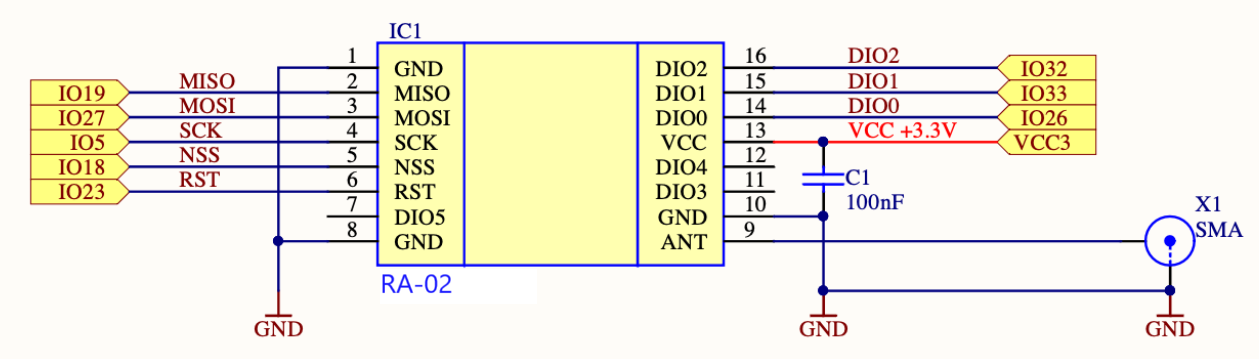 IC1
1 GND
IO19 MISO 2 MISO
IO27 MOSI 3 MOSI
IO5 SCK 4 SCK
IO18 NSS 5 NSS
IO23 RST 6 RST
7 DIO5
8 GND
DIO2 16 DIO2 IO32
DIO1 15 DIO1 IO33
DIO0 14 DIO0 IO26
VCC 13 VCC +3.3V VCC3
DIO4 12
DIO3 11
GND 10
ANT 9
C1
100nF
X1
SMA
RA-02
GND
GND
GND